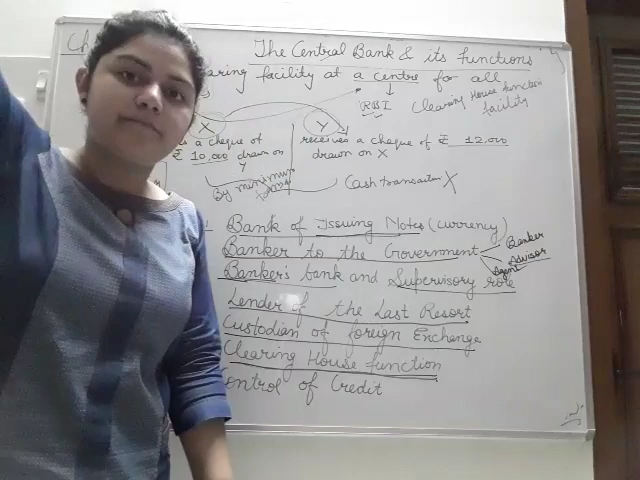 Ch
The Central Bank & its functions
aring facility at a centre for all
RBI
Clearing House function
facility
X
Y
s a cheque of
₹ 10,000 drawn on
Y
receives a cheque of ₹ 12,000
drawn on X
By minimum
Cash transaction X
Bank of Issuing Notes (currency)
Banker to the Government
Banker
Advisor
Agent
Banker's bank and Supervisory role
Lender of the Last Resort
Custodian of foreign Exchange
Clearing House function
Control of Credit